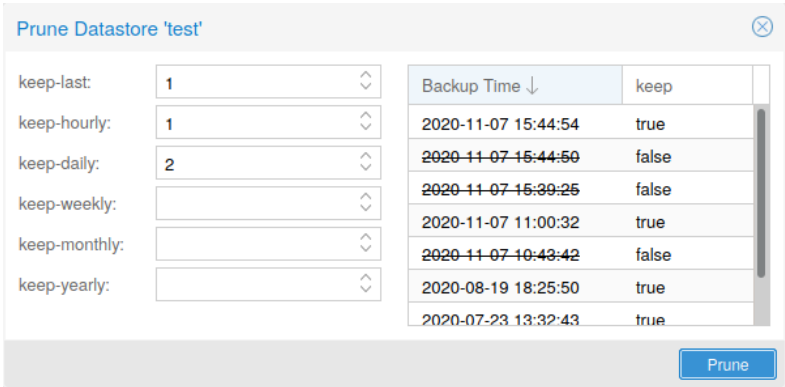 Prune Datastore 'test'
keep-last: 1
keep-hourly: 1
keep-daily: 2
keep-weekly:
keep-monthly:
keep-yearly:
Backup Time keep
2020-11-07 15:44:54 true
2020-11-07 15:44:50 false
2020-11-07 15:39:25 false
2020-11-07 11:00:32 true
2020-11-07 10:43:42 false
2020-08-19 18:25:50 true
2020-07-23 13:32:43 true
Prune